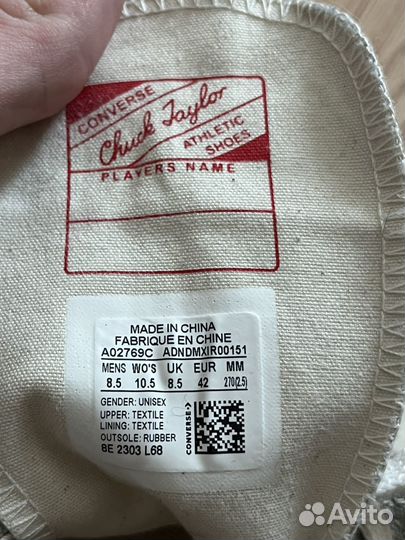 CONVERSE
Chuck Taylor
ATHLETIC
SHOES
PLAYERS NAME
MADE IN CHINA
FABRIQUE EN CHINE
A02769C ADNDMXIR00151
MENS WO'S UK EUR MM
8.5 10.5 8.5 42 270(2.5)
GENDER: UNISEX
UPPER: TEXTILE
LINING: TEXTILE
OUTSOLE: RUBBER
8E 2303 L68
CONVERSE
Avito